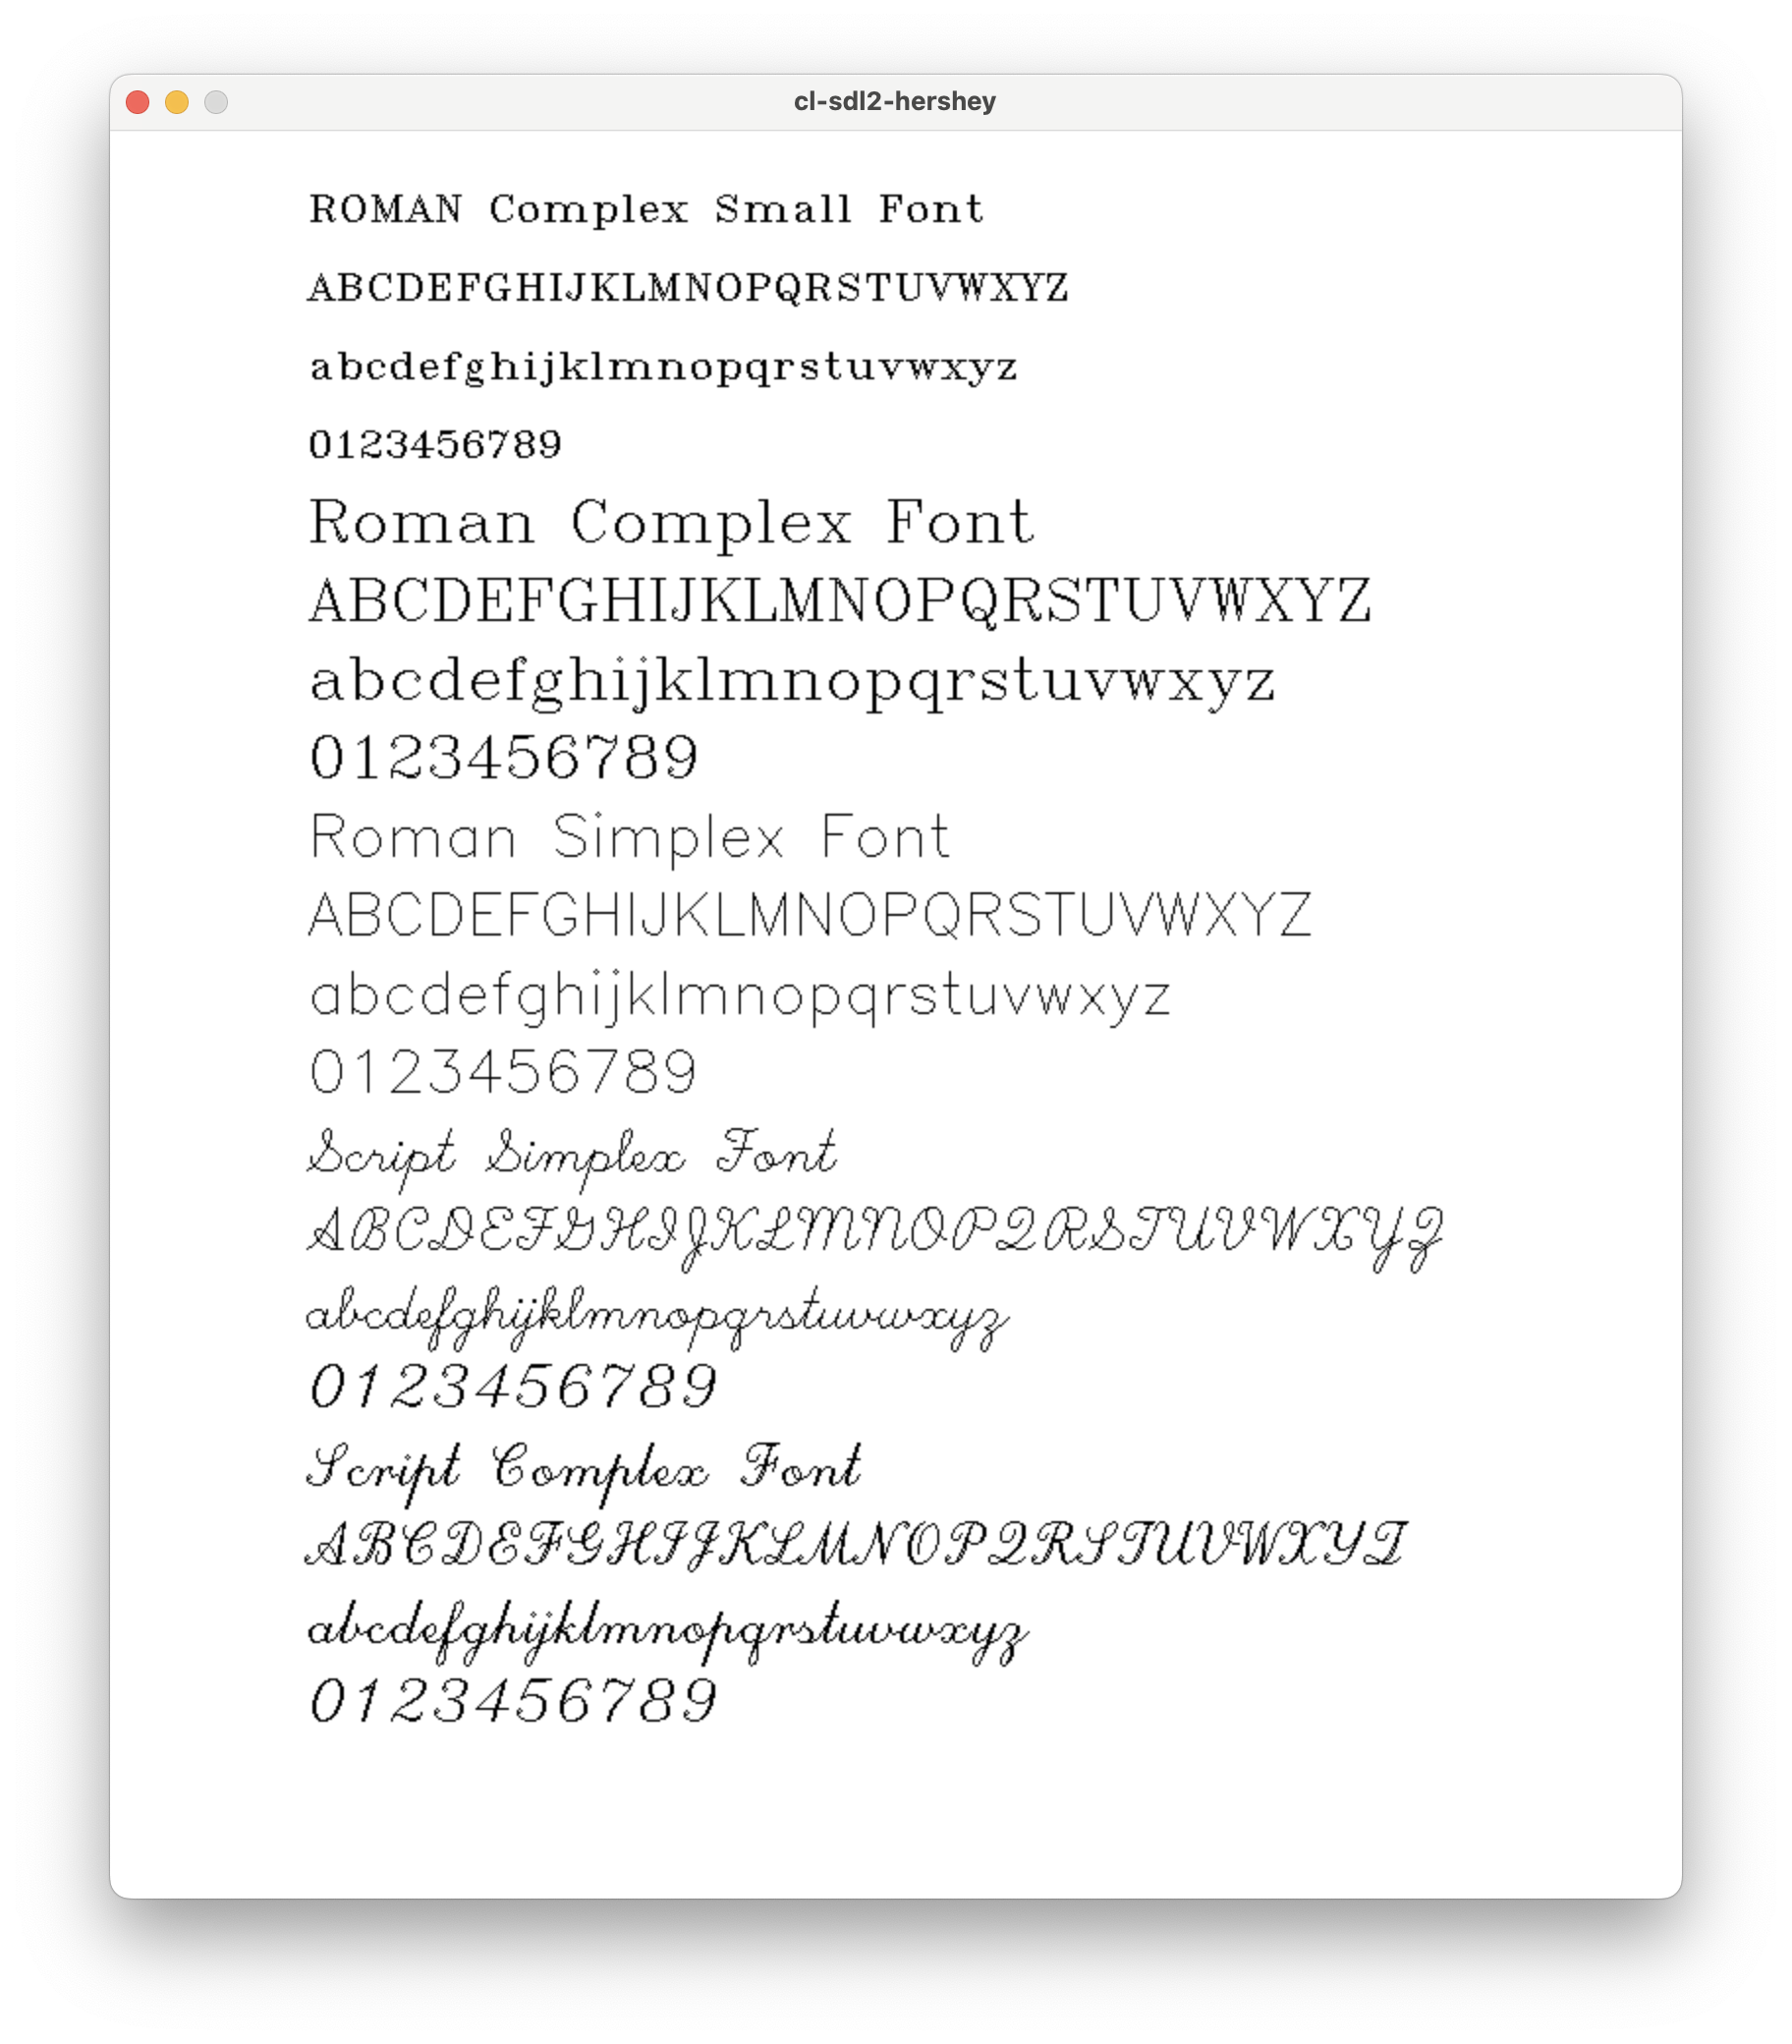 cl-sdl2-hershey
ROMAN Complex Small Font
ABCDEFGHIJKLMNOPQRSTUVWXYZ
abcdefghijklmnopqrstuvwxyz
0123456789
Roman Complex Font
ABCDEFGHIJKLMNOPQRSTUVWXYZ
abcdefghijklmnopqrstuvwxyz
0123456789
Roman Simplex Font
ABCDEFGHIJKLMNOPQRSTUVWXYZ
abcdefghijklmnopqrstuvwxyz
0123456789
Script Simplex Font
ABCDEFGHIJKLMNOPQRSTUVWXYZ
abcdefghijklmnopqrstuvwxyz
0123456789
Script Complex Font
ABCDEFGHIJKLMNOPQRSTUVWXYZ
abcdefghijklmnopqrstuvwxyz
0123456789